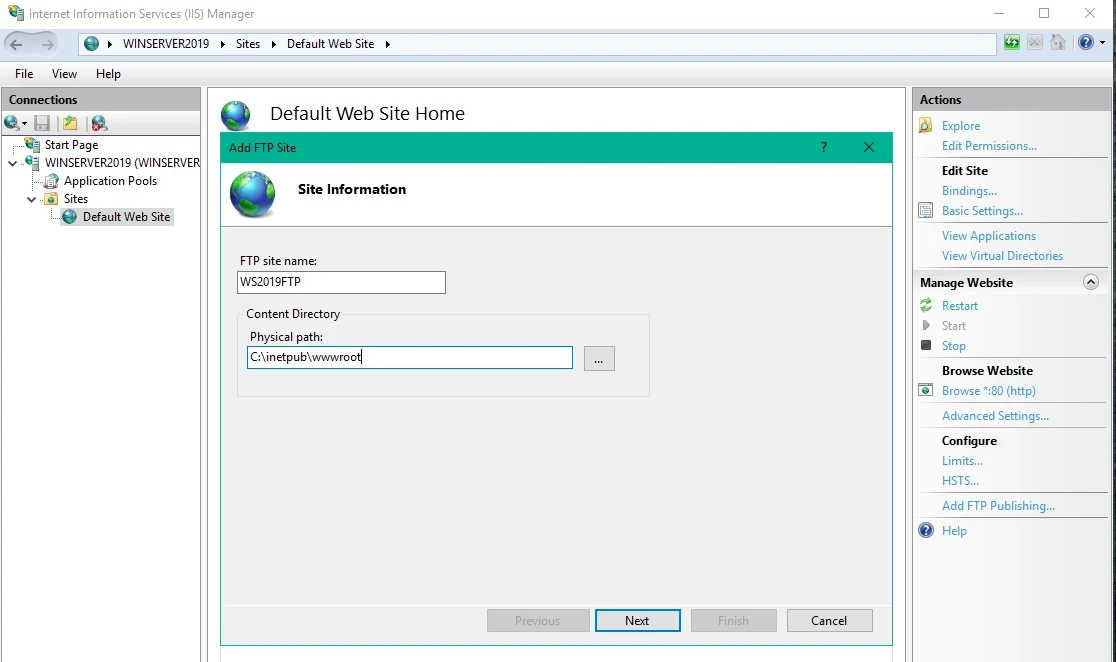 Internet Information Services (IIS) Manager
WINSERVER2019 Sites Default Web Site
File View Help
Connections
Start Page
WINSERVER2019 (WINSERVER
Application Pools
Sites
Default Web Site
Default Web Site Home
Add FTP Site ?
Site Information
FTP site name:
WS2019FTP
Content Directory
Physical path:
C:\inetpub\wwwroot
...
Previous Next Finish Cancel
Actions
Explore
Edit Permissions...
Edit Site
Bindings...
Basic Settings...
View Applications
View Virtual Directories
Manage Website
Restart
Start
Stop
Browse Website
Browse *:80 (http)
Advanced Settings...
Configure
Limits...
HSTS...
Add FTP Publishing...
Help